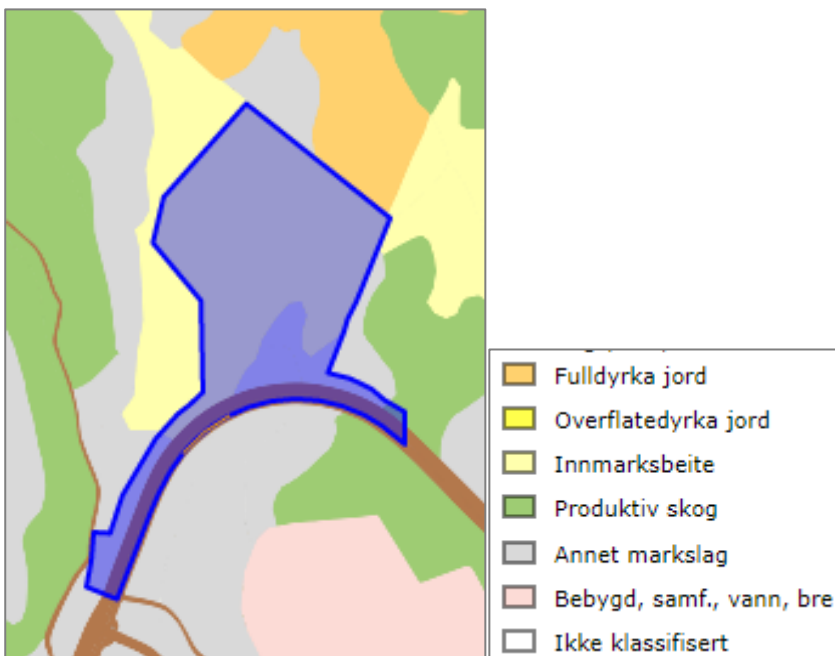 Fulldyrka jord
Overflatedyrka jord
Innmarksbeite
Produktiv skog
Annet markslag
Bebygd, samf., vann, bre
Ikke klassifisert